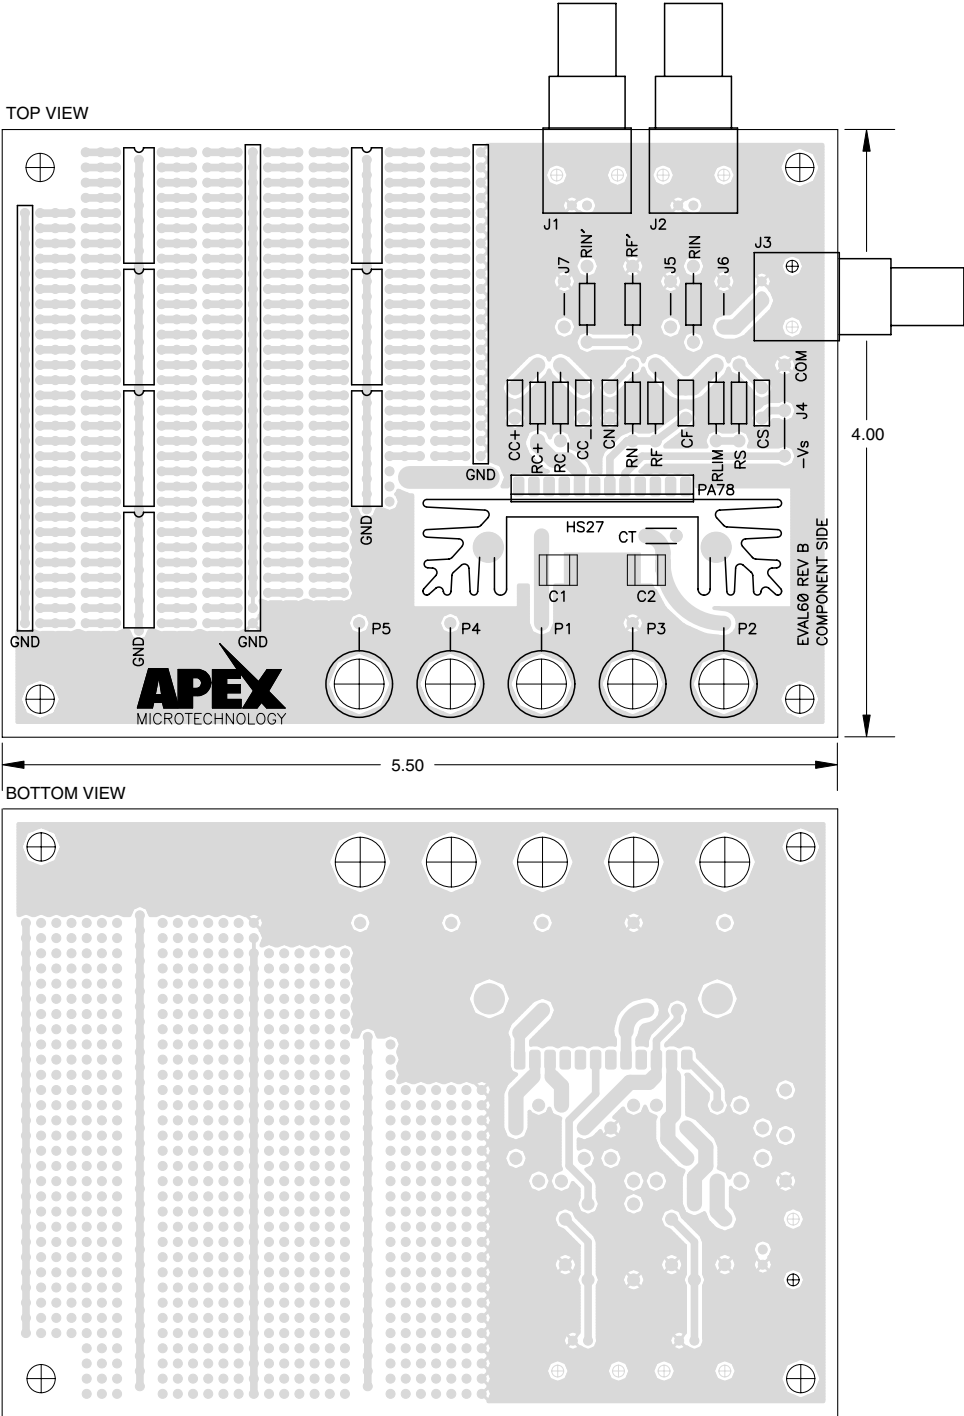 TOP VIEW
J1
J2
J3
J7
RIN'
RF'
J5
RIN
J6
COM
J4
-Vs
4.00
CC+
RC+
RC_
CC_
CN
RN
RF
CF
RLIM
RS
CS
GND
PA78
HS27
CT
GND
C1
C2
EVAL60 REV B
COMPONENT SIDE
GND
GND
GND
P5
P4
P1
P3
P2
APEX
MICROTECHNOLOGY
5.50
BOTTOM VIEW